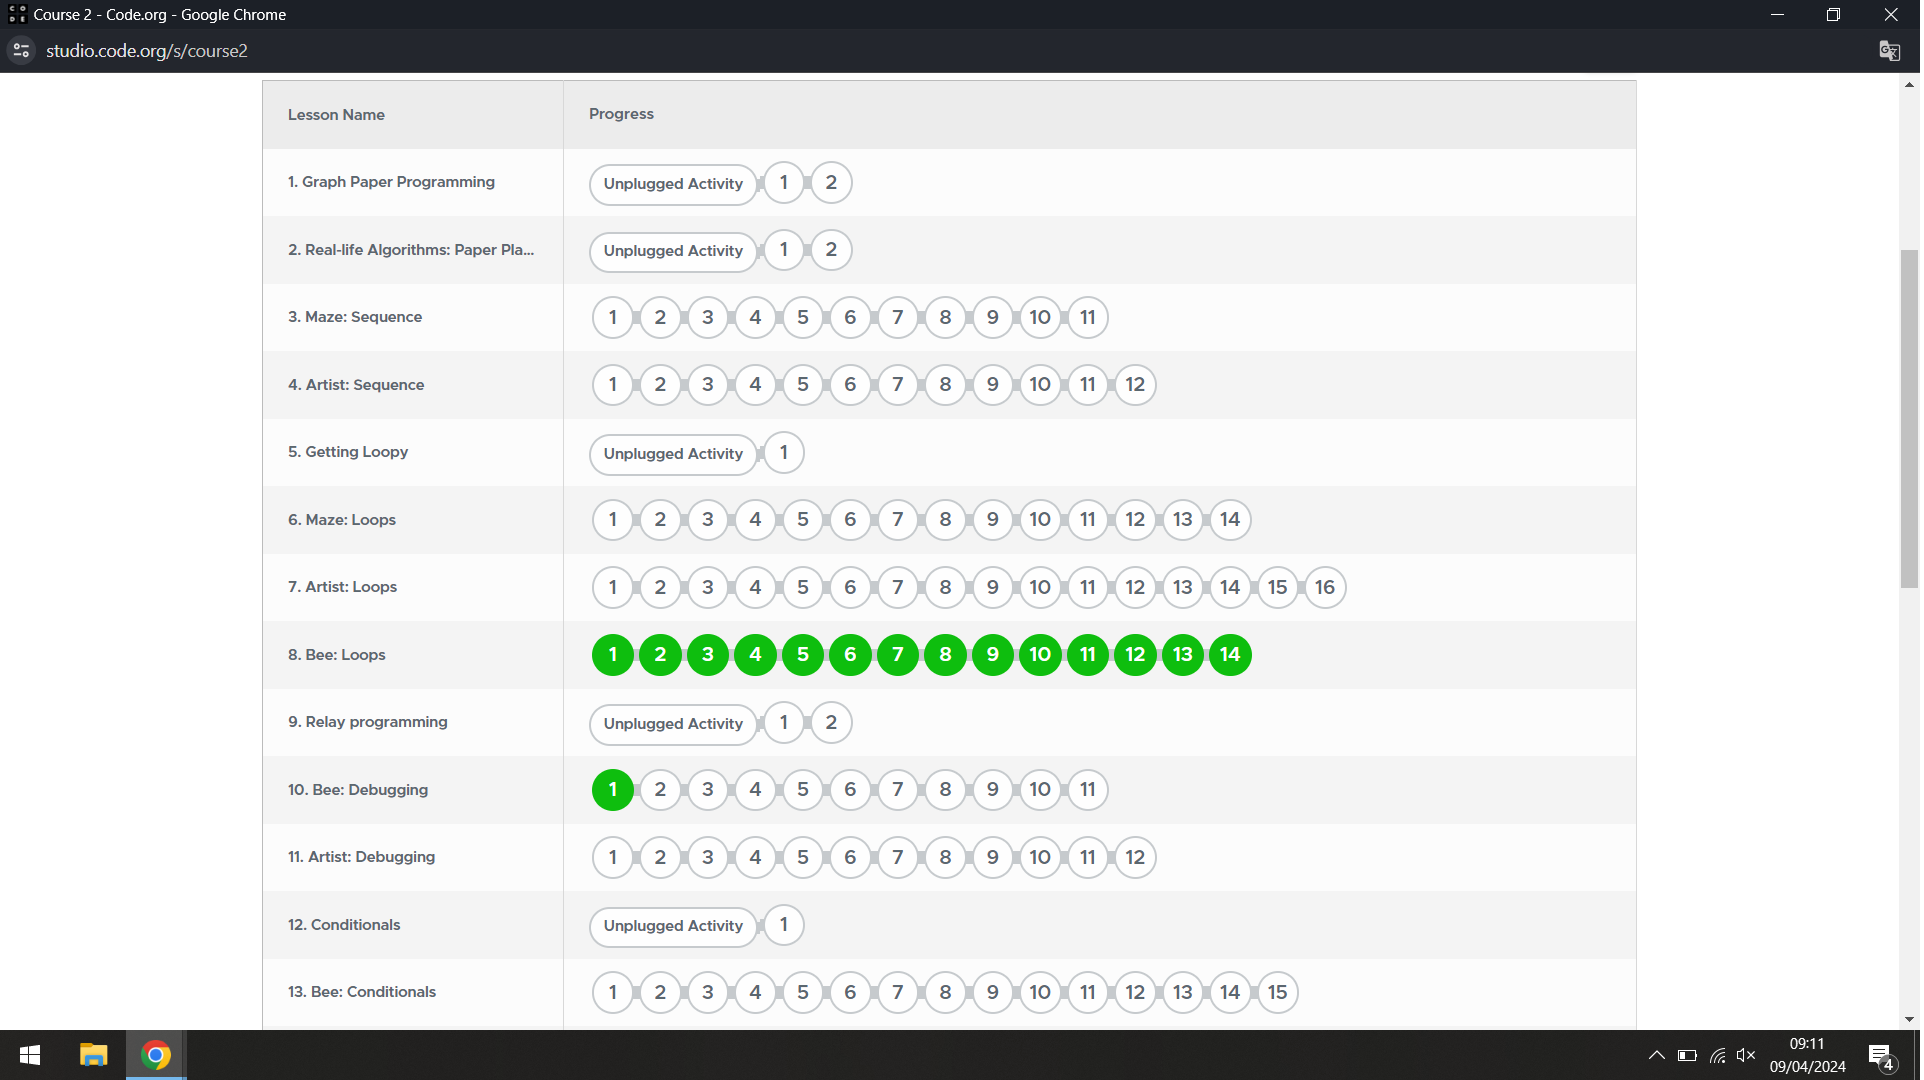 Course 2 - Code.org - Google Chrome
studio.code.org/s/course2
Lesson Name Progress
1. Graph Paper Programming Unplugged Activity 1 2
2. Real-life Algorithms: Paper Pla... Unplugged Activity 1 2
3. Maze: Sequence 1 2 3 4 5 6 7 8 9 10 11
4. Artist: Sequence 1 2 3 4 5 6 7 8 9 10 11 12
5. Getting Loopy Unplugged Activity 1
6. Maze: Loops 1 2 3 4 5 6 7 8 9 10 11 12 13 14
7. Artist: Loops 1 2 3 4 5 6 7 8 9 10 11 12 13 14 15 16
8. Bee: Loops 1 2 3 4 5 6 7 8 9 10 11 12 13 14
9. Relay programming Unplugged Activity 1 2
10. Bee: Debugging 1 2 3 4 5 6 7 8 9 10 11
11. Artist: Debugging 1 2 3 4 5 6 7 8 9 10 11 12
12. Conditionals Unplugged Activity 1
13. Bee: Conditionals 1 2 3 4 5 6 7 8 9 10 11 12 13 14 15
09:11
09/04/2024
4